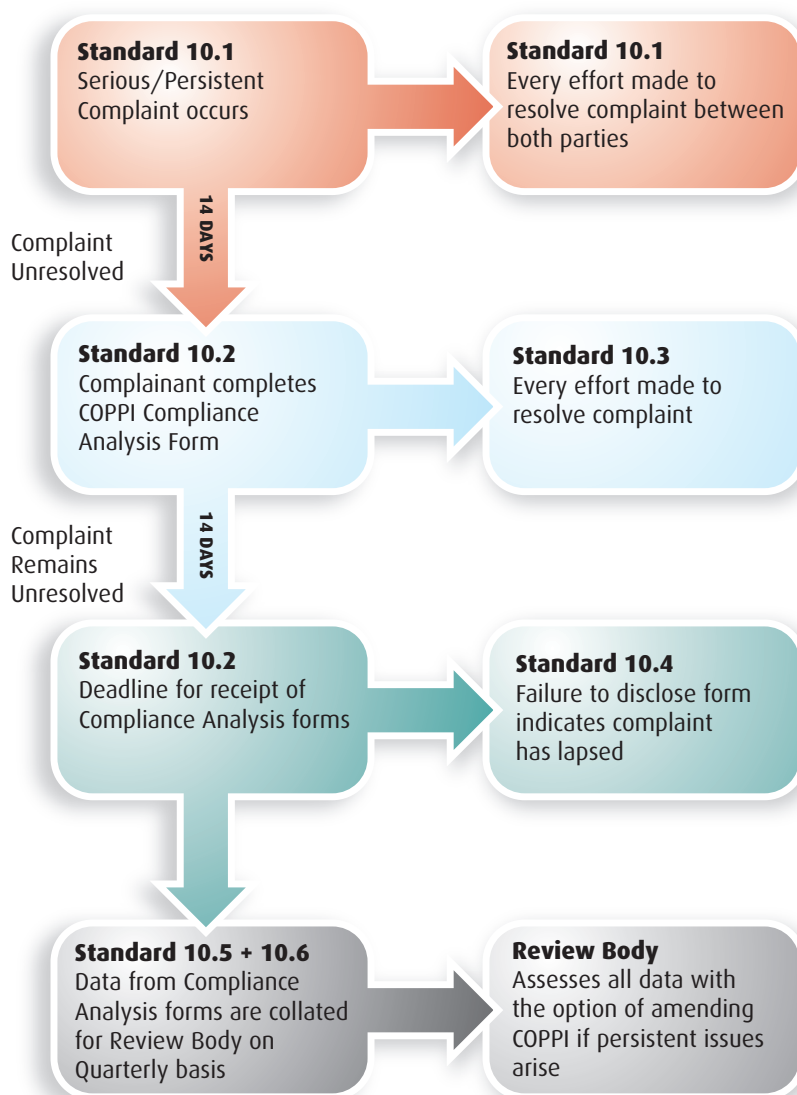 Standard 10.1
Serious/Persistent
Complaint occurs
Standard 10.1
Every effort made to
resolve complaint between
both parties
14 DAYS
Complaint
Unresolved
Standard 10.2
Complainant completes
COPPI Compliance
Analysis Form
Standard 10.3
Every effort made to
resolve complaint
14 DAYS
Complaint
Remains
Unresolved
Standard 10.2
Deadline for receipt of
Compliance Analysis forms
Standard 10.4
Failure to disclose form
indicates complaint
has lapsed
Standard 10.5 + 10.6
Data from Compliance
Analysis forms are collated
for Review Body on
Quarterly basis
Review Body
Assesses all data with
the option of amending
COPPI if persistent issues
arise